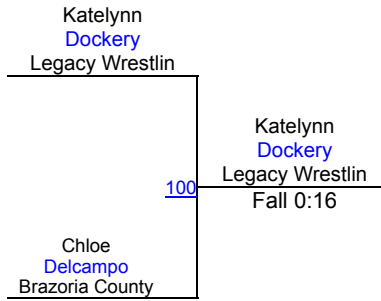 Katelynn
Dockery
Legacy Wrestlin
Katelynn
Dockery
Legacy Wrestlin
100
Fall 0:16
Chloe
Delcampo
Brazoria County